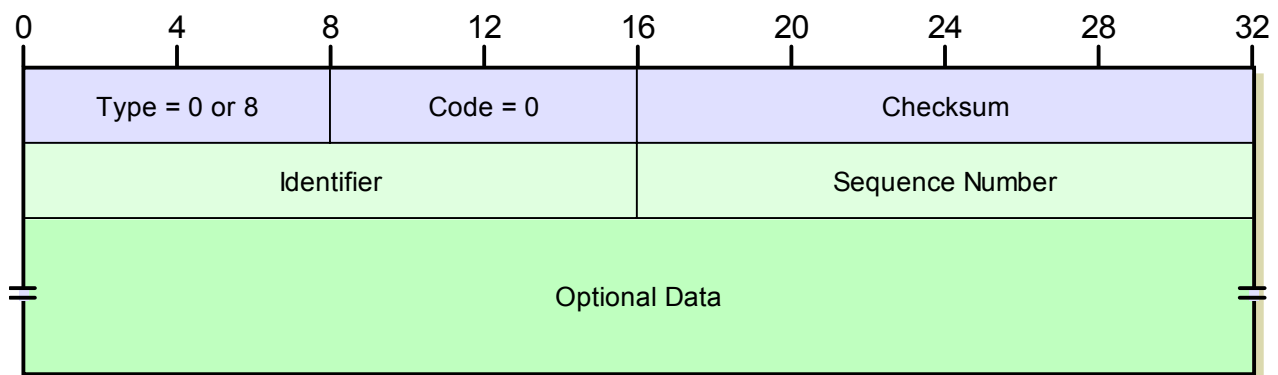 0 4 8 12 16 20 24 28 32
Type = 0 or 8 Code = 0 Checksum
Identifier Sequence Number
Optional Data